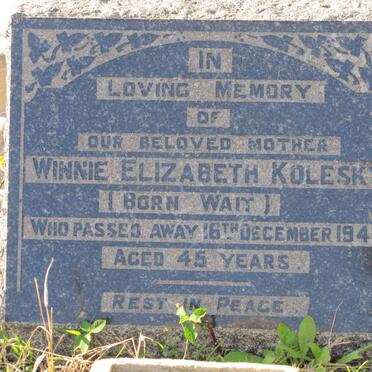 IN
LOVING MEMORY
OF
OUR BELOVED MOTHER
WINNIE ELIZABETH KOLESK
(BORN WAIT)
WHO PASSED AWAY 16TH DECEMBER 194
AGED 45 YEARS.
REST IN PEACE